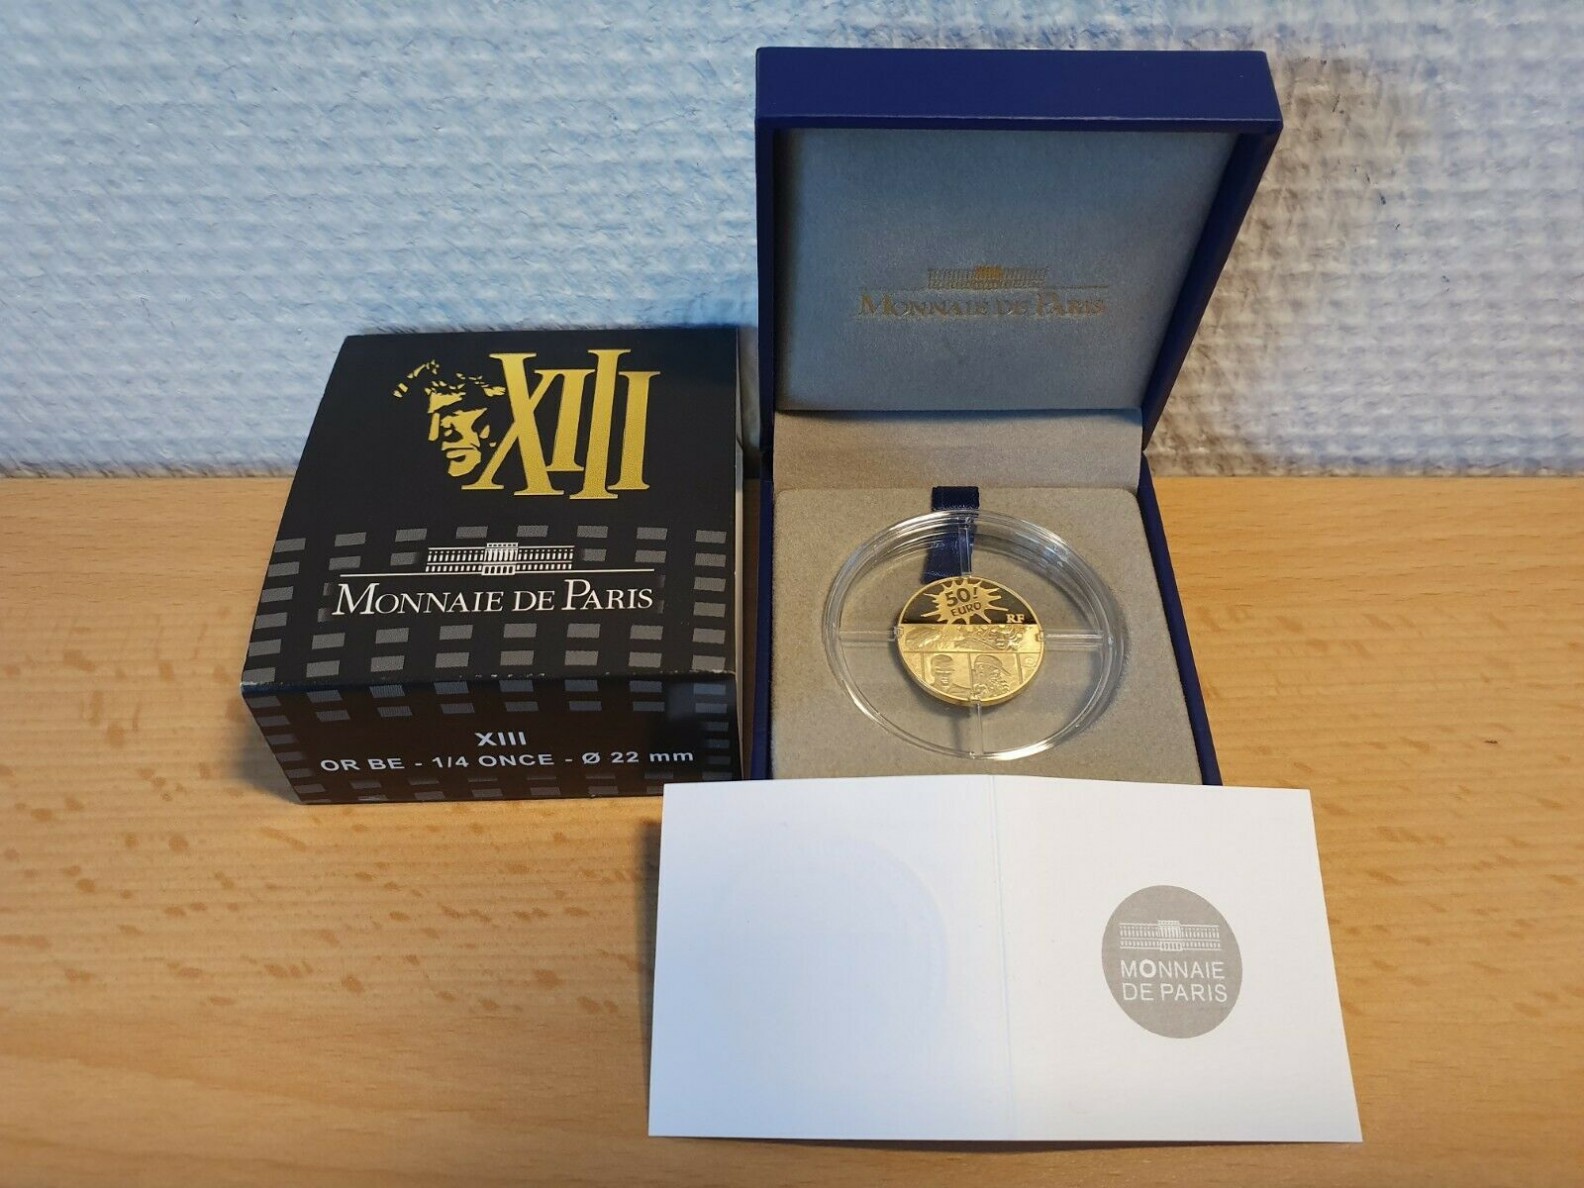 XIII
MONNAIE DE PARIS
XIII
OR BE - 1/4 ONCE - Ø 22 mm
MONNAIE DE PARIS
50!
EURO
RF
MONNAIE
DE PARIS